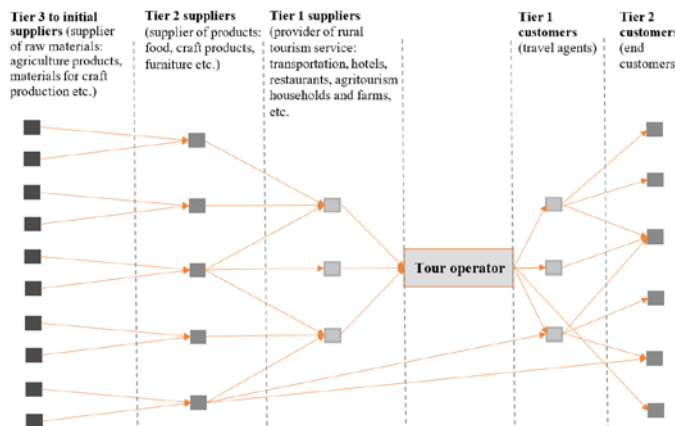 Tier 3 to initial
suppliers (supplier
of raw materials:
agriculture products,
materials for craft
production etc.)
Tier 2 suppliers
(supplier of products:
food, craft products,
furniture etc.)
Tier 1 suppliers
(provider of rural
tourism service:
transportation, hotels,
restaurants, agritourism
households and farms,
etc.
Tier 1
customers
(travel agents)
Tier 2
customers
(end
customers)
Tour operator